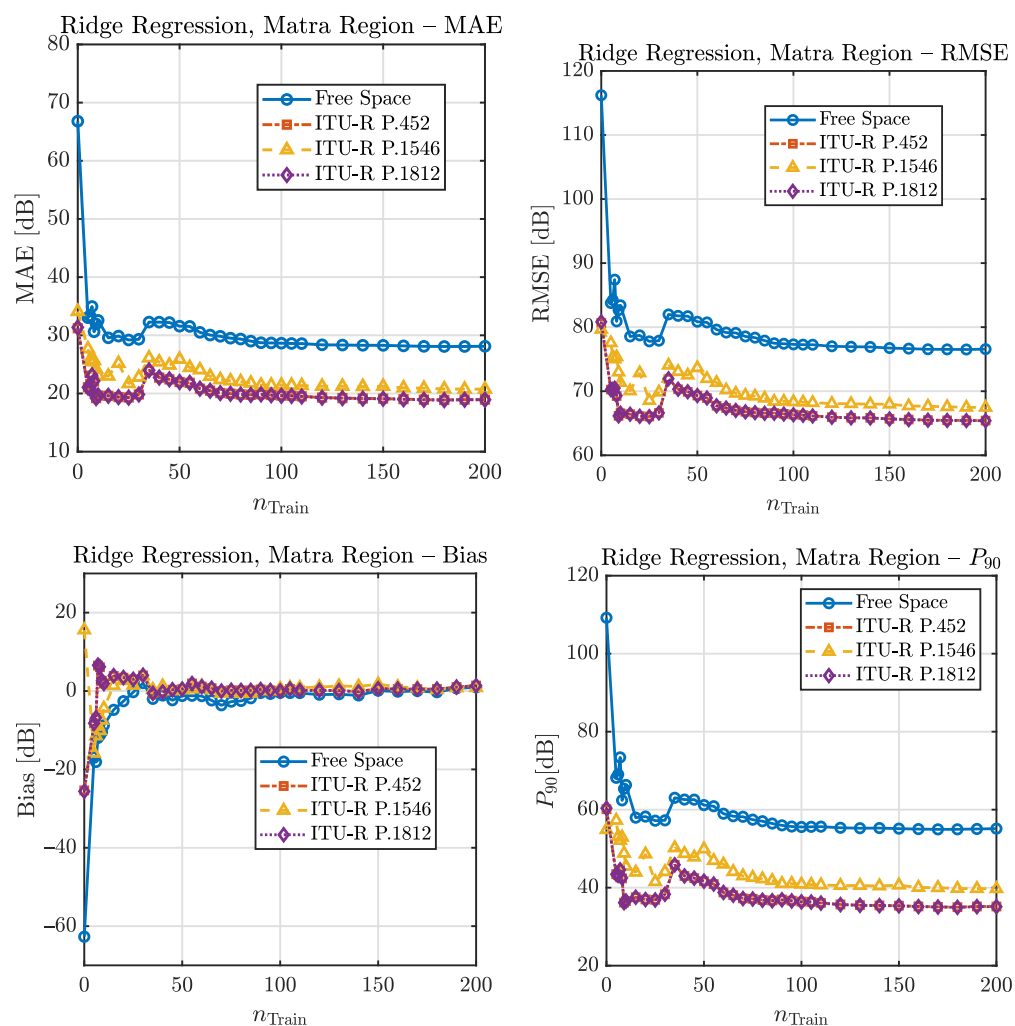 Ridge Regression, Matra Region – MAE
80
70
60
50
40
30
20
10
MAE [dB]
Free Space
ITU-R P.452
ITU-R P.1546
ITU-R P.1812
0 50 100 150 200
n_Train
Ridge Regression, Matra Region – RMSE
120
110
100
90
80
70
60
RMSE [dB]
Free Space
ITU-R P.452
ITU-R P.1546
ITU-R P.1812
0 50 100 150 200
n_Train
Ridge Regression, Matra Region – Bias
20
0
−20
−40
−60
Bias [dB]
Free Space
ITU-R P.452
ITU-R P.1546
ITU-R P.1812
0 50 100 150 200
n_Train
Ridge Regression, Matra Region – P_90
120
100
80
60
40
20
P_90[dB]
Free Space
ITU-R P.452
ITU-R P.1546
ITU-R P.1812
0 50 100 150 200
n_Train